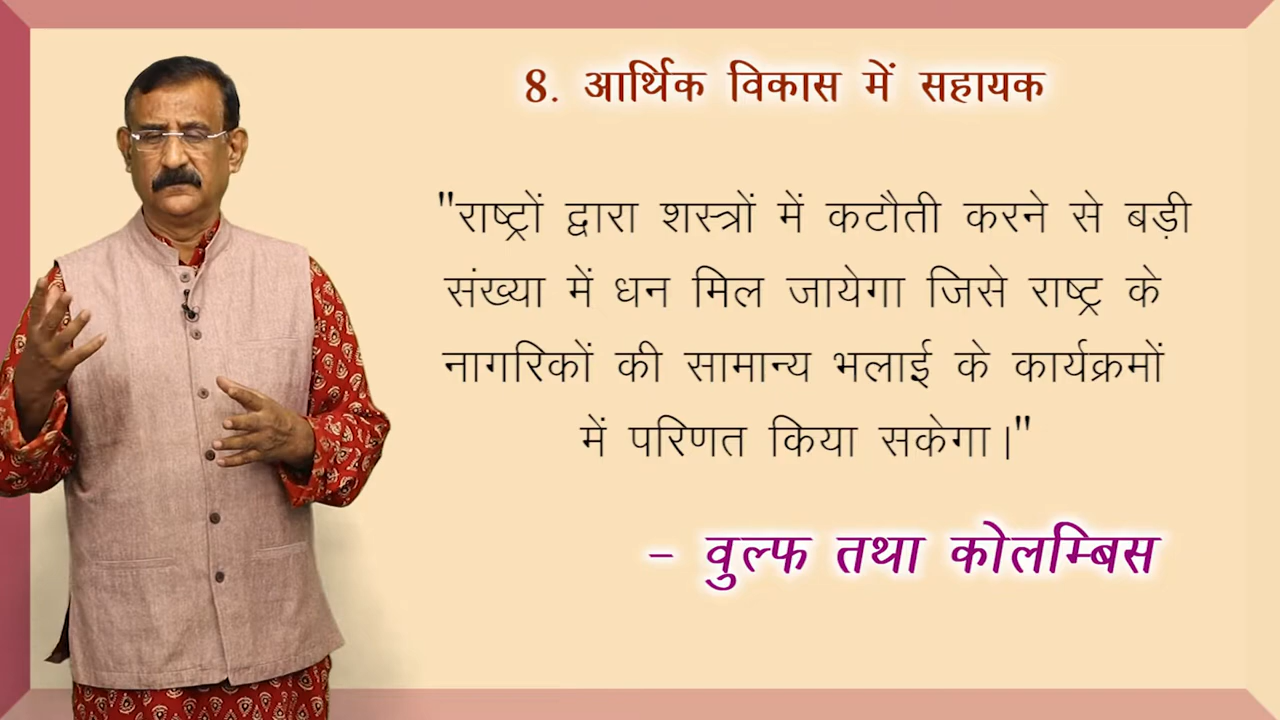 8. आर्थिक विकास में सहायक
"राष्ट्रों द्वारा शस्त्रों में कटौती करने से बड़ी
संख्या में धन मिल जायेगा जिसे राष्ट्र के
नागरिकों की सामान्य भलाई के कार्यक्रमों
में परिणत किया सकेगा।"
– वुल्फ तथा कोलम्बिस